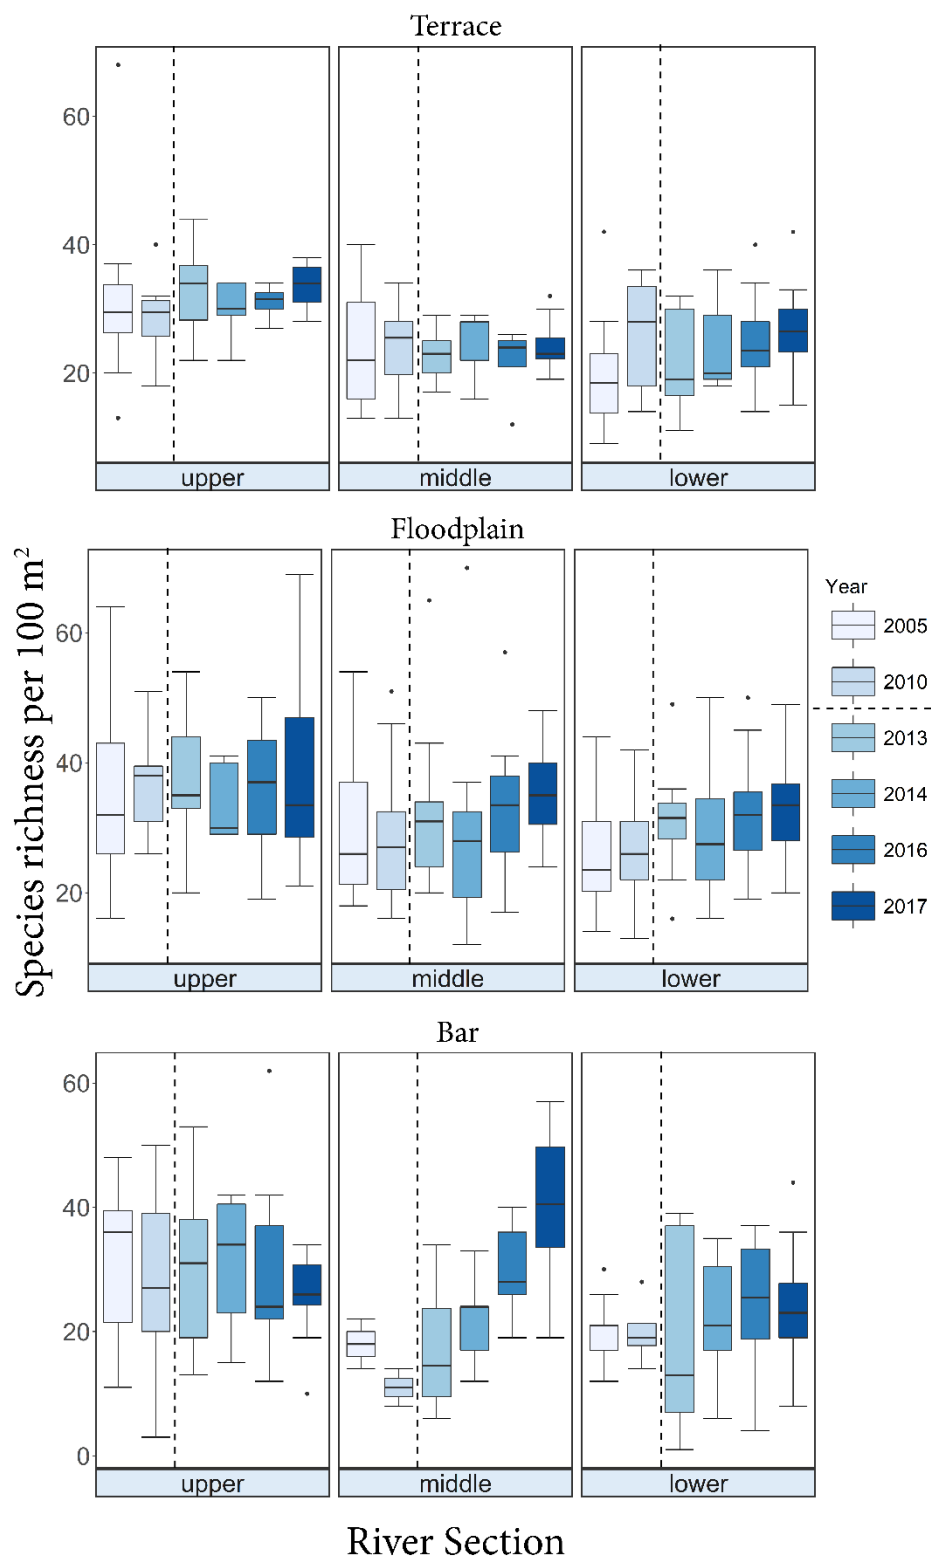 Terrace
60
40
20
upper
middle
lower
Species richness per 100 m²
Floodplain
60
40
20
upper
middle
lower
Year
2005
2010
2013
2014
2016
2017
Bar
60
40
20
0
upper
middle
lower
River Section